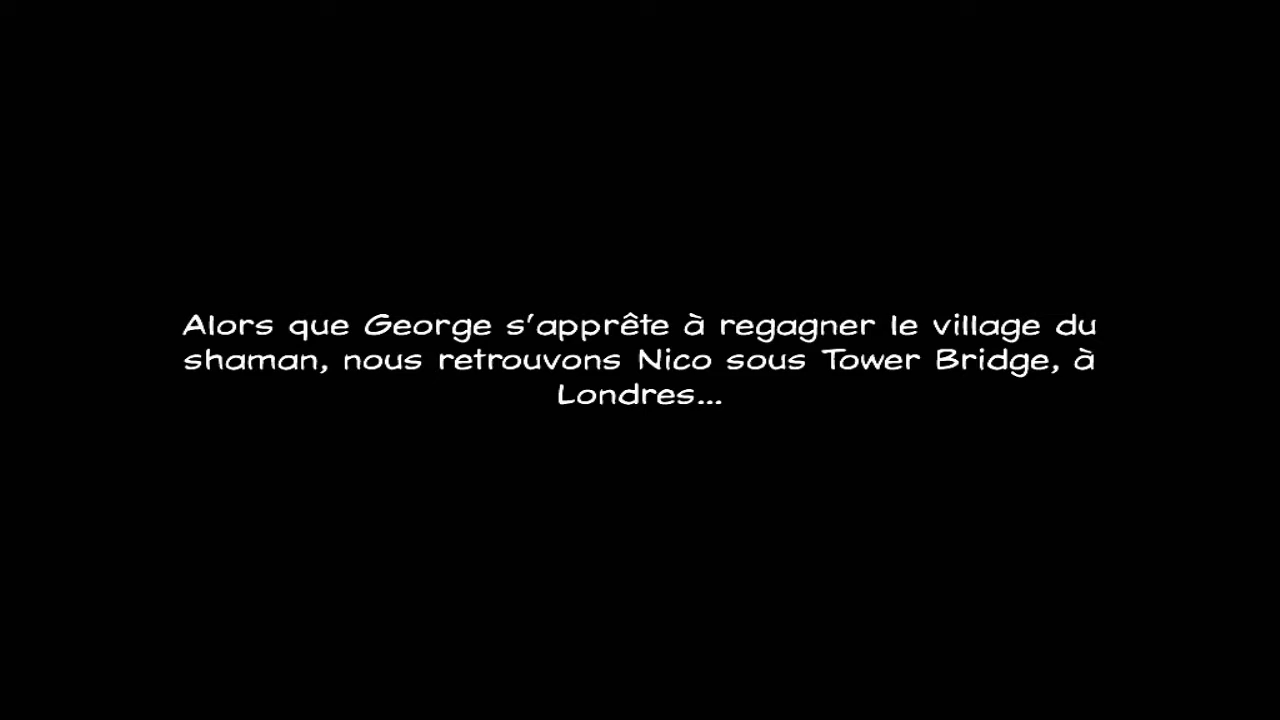 Alors que George s'apprête à regagner le village du
shaman, nous retrouvons Nico sous Tower Bridge, à
Londres...